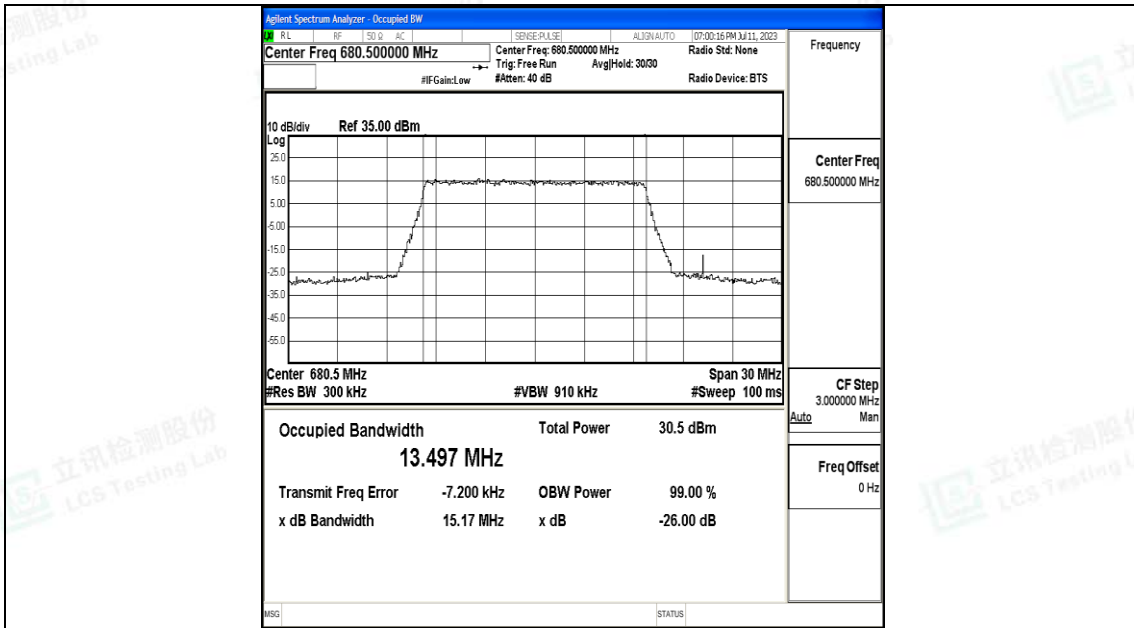 Agilent Spectrum Analyzer - Occupied BW
RL RF 50 Ω AC SENSE:PULSE ALIGN AUTO 07:00:16 PM Jul 11, 2023
Center Freq 680.500000 MHz
Center Freq: 680.500000 MHz Radio Std: None
Trig: Free Run Avg|Hold: 30/30
#IFGain:Low #Atten: 40 dB Radio Device: BTS
Frequency
10 dB/div Ref 35.00 dBm
Log
25.0
15.0
5.00
-5.00
-15.0
-25.0
-35.0
-45.0
-55.0
Center 680.5 MHz Span 30 MHz
#Res BW 300 kHz #VBW 910 kHz #Sweep 100 ms
Center Freq
680.500000 MHz
CF Step
3.000000 MHz
Auto Man
Freq Offset
0 Hz
Occupied Bandwidth Total Power 30.5 dBm
13.497 MHz
Transmit Freq Error -7.200 kHz OBW Power 99.00 %
x dB Bandwidth 15.17 MHz x dB -26.00 dB
MSG STATUS
立讯检测股份
LCS Testing Lab